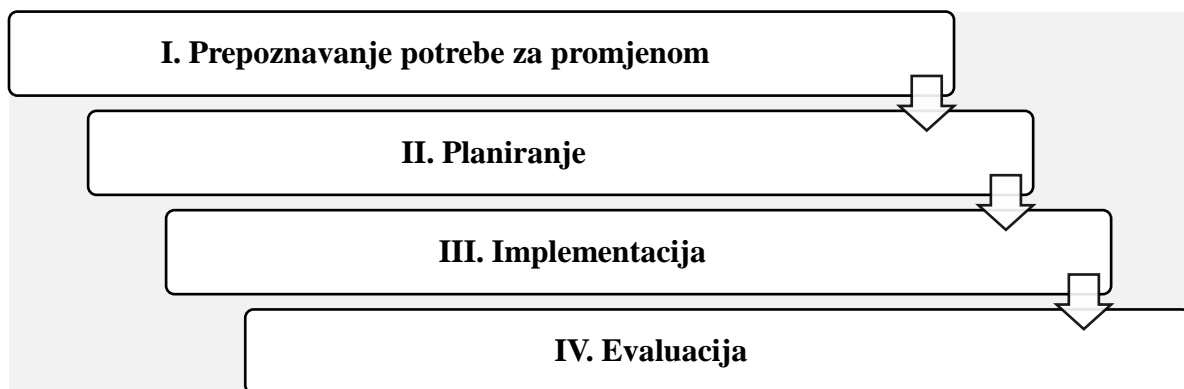 I. Prepoznavanje potrebe za promjenom
II. Planiranje
III. Implementacija
IV. Evaluacija